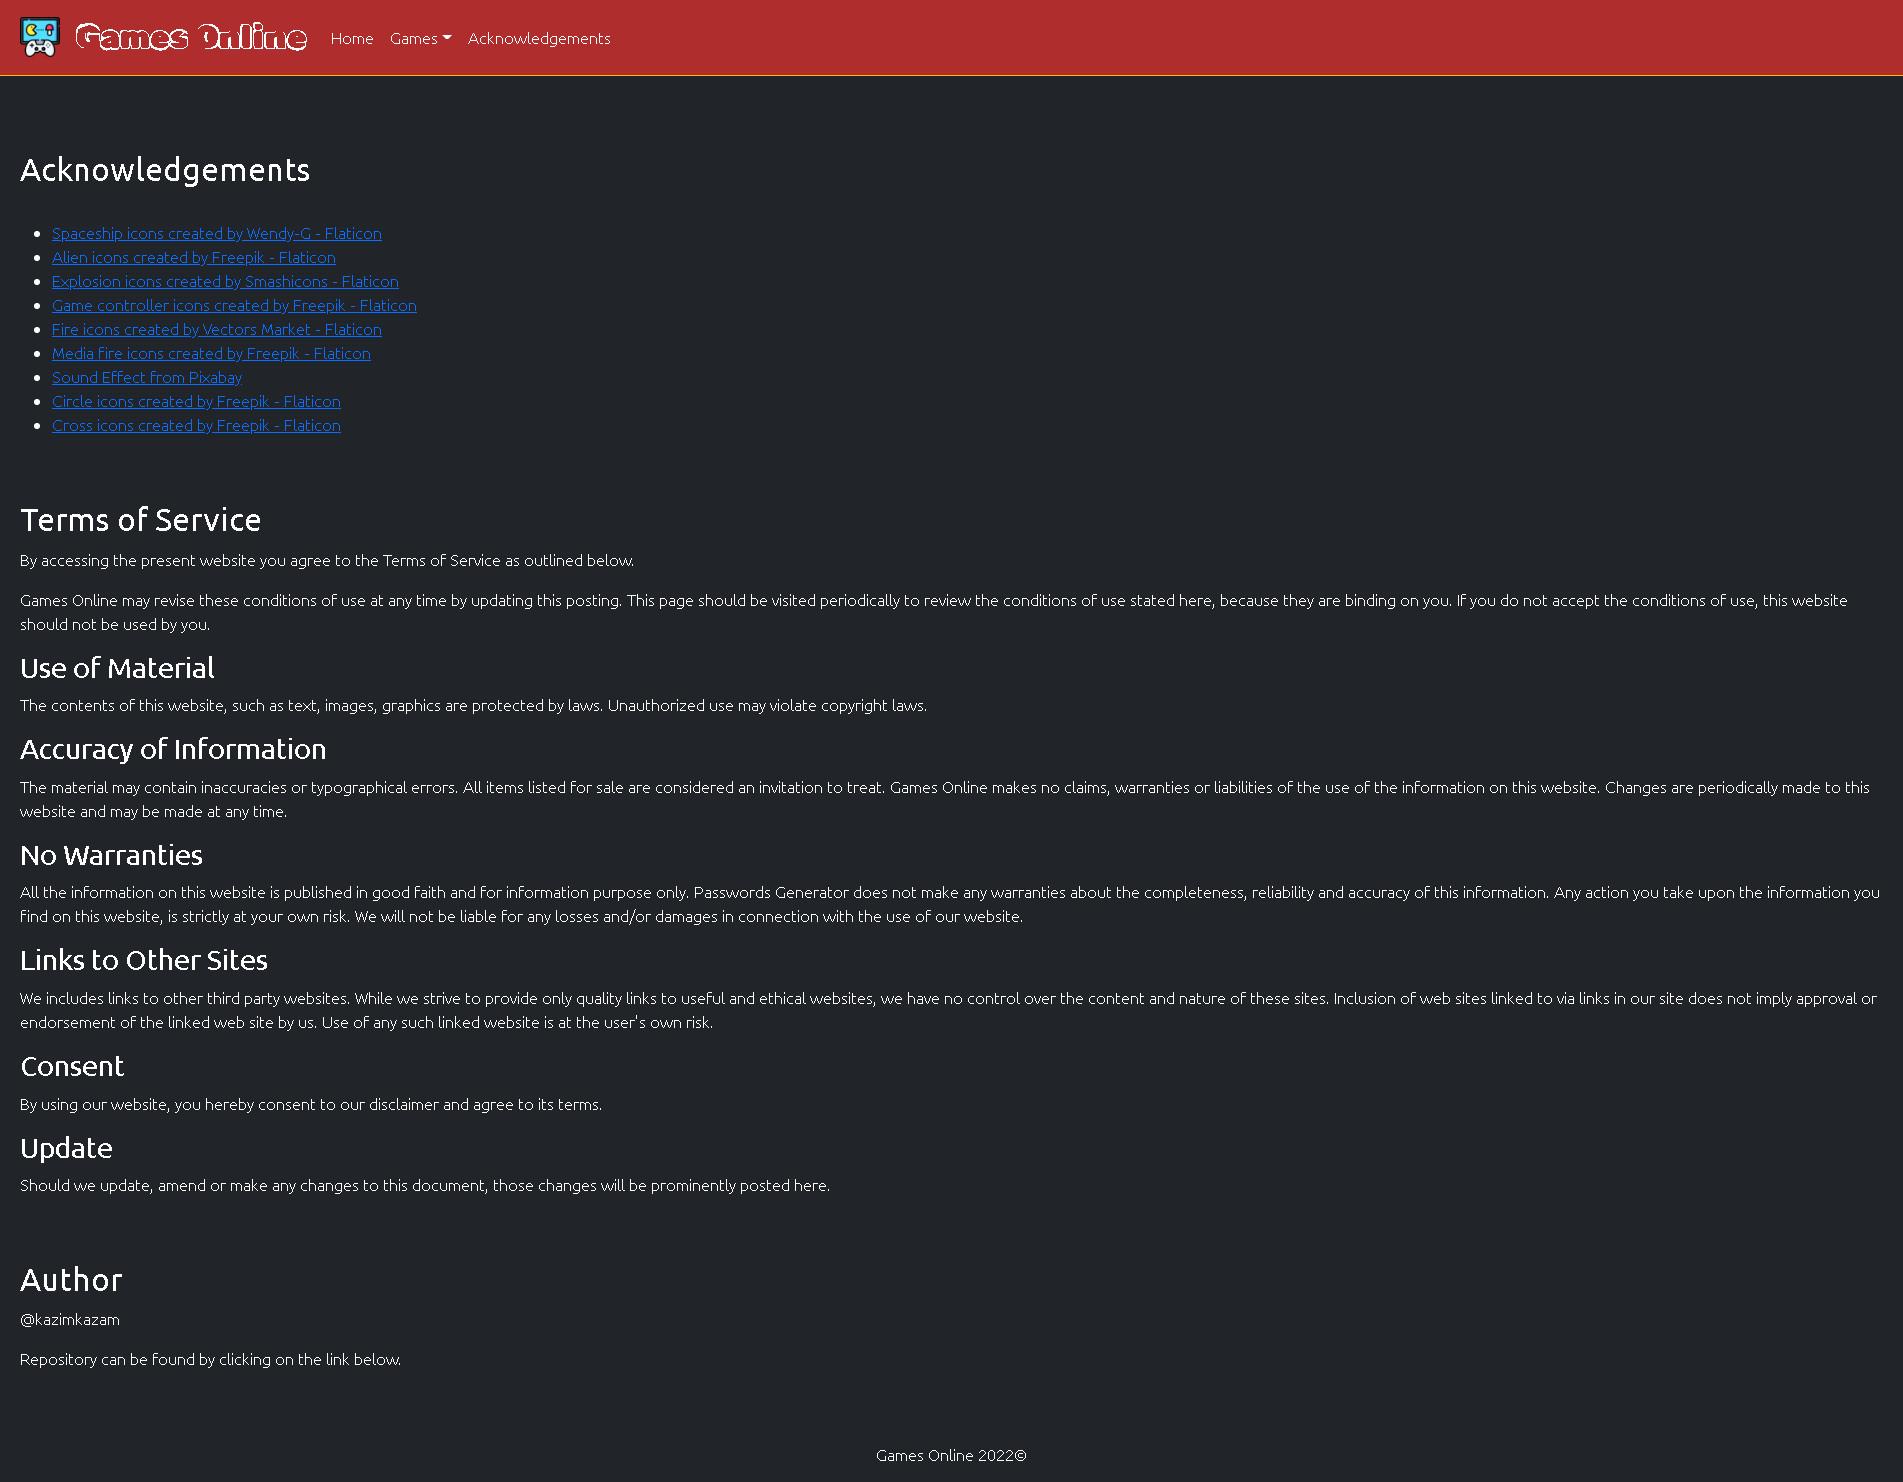 Games Online Home Games Acknowledgements
Acknowledgements
Spaceship icons created by Wendy-G - Flaticon
Alien icons created by Freepik - Flaticon
Explosion icons created by Smashicons - Flaticon
Game controller icons created by Freepik - Flaticon
Fire icons created by Vectors Market - Flaticon
Media fire icons created by Freepik - Flaticon
Sound Effect from Pixabay
Circle icons created by Freepik - Flaticon
Cross icons created by Freepik - Flaticon
Terms of Service
By accessing the present website you agree to the Terms of Service as outlined below.
Games Online may revise these conditions of use at any time by updating this posting. This page should be visited periodically to review the conditions of use stated here, because they are binding on you. If you do not accept the conditions of use, this website
should not be used by you.
Use of Material
The contents of this website, such as text, images, graphics are protected by laws. Unauthorized use may violate copyright laws.
Accuracy of Information
The material may contain inaccuracies or typographical errors. All items listed for sale are considered an invitation to treat. Games Online makes no claims, warranties or liabilities of the use of the information on this website. Changes are periodically made to this
website and may be made at any time.
No Warranties
All the information on this website is published in good faith and for information purpose only. Passwords Generator does not make any warranties about the completeness, reliability and accuracy of this information. Any action you take upon the information you
find on this website, is strictly at your own risk. We will not be liable for any losses and/or damages in connection with the use of our website.
Links to Other Sites
We includes links to other third party websites. While we strive to provide only quality links to useful and ethical websites, we have no control over the content and nature of these sites. Inclusion of web sites linked to via links in our site does not imply approval or
endorsement of the linked web site by us. Use of any such linked website is at the user's own risk.
Consent
By using our website, you hereby consent to our disclaimer and agree to its terms.
Update
Should we update, amend or make any changes to this document, those changes will be prominently posted here.
Author
@kazimkazam
Repository can be found by clicking on the link below.
Games Online 2022©